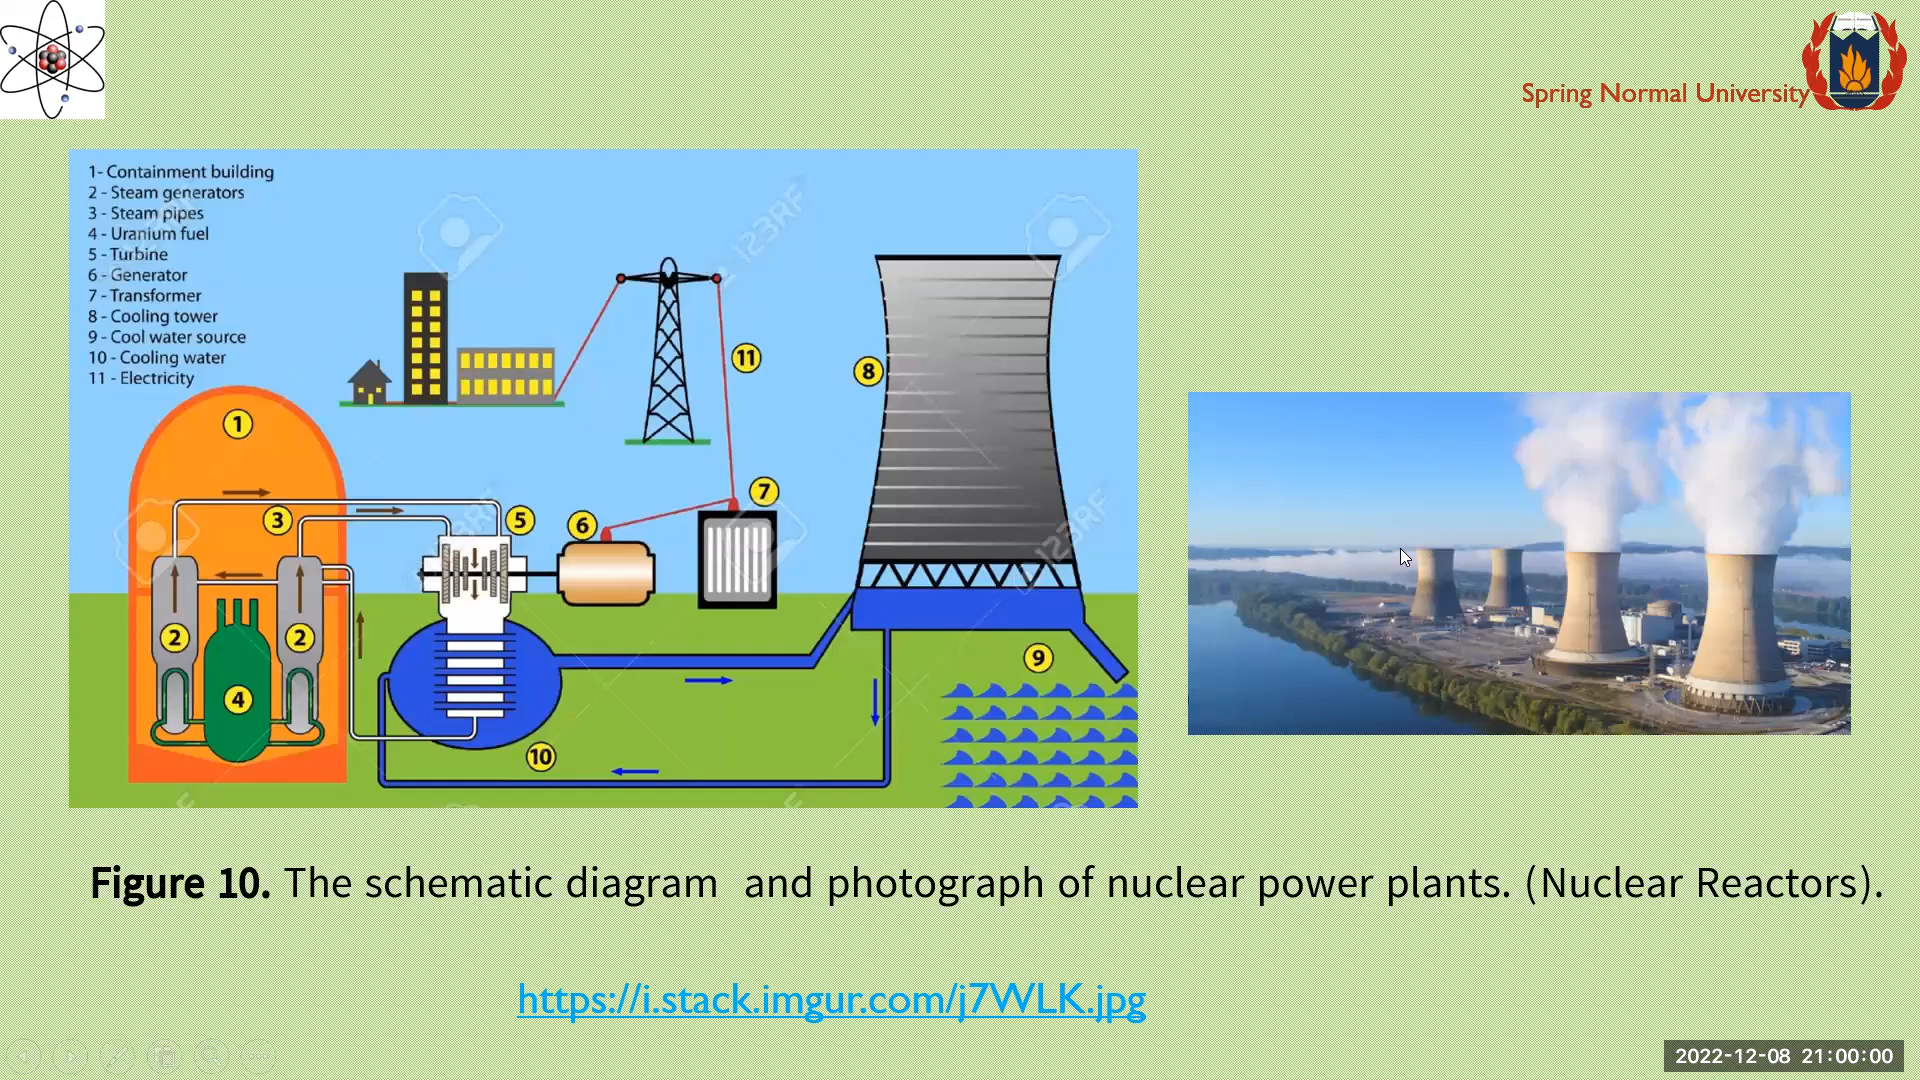 Spring Normal University
1- Containment building
2 - Steam generators
3 - Steam pipes
4 - Uranium fuel
5 - Turbine
6 - Generator
7 - Transformer
8 - Cooling tower
9 - Cool water source
10 - Cooling water
11 - Electricity
123RF
11
8
1
7
3
5
6
123RF
2
2
4
9
10
Figure 10. The schematic diagram and photograph of nuclear power plants. (Nuclear Reactors).
https://i.stack.imgur.com/j7WLK.jpg
2022-12-08 21:00:00